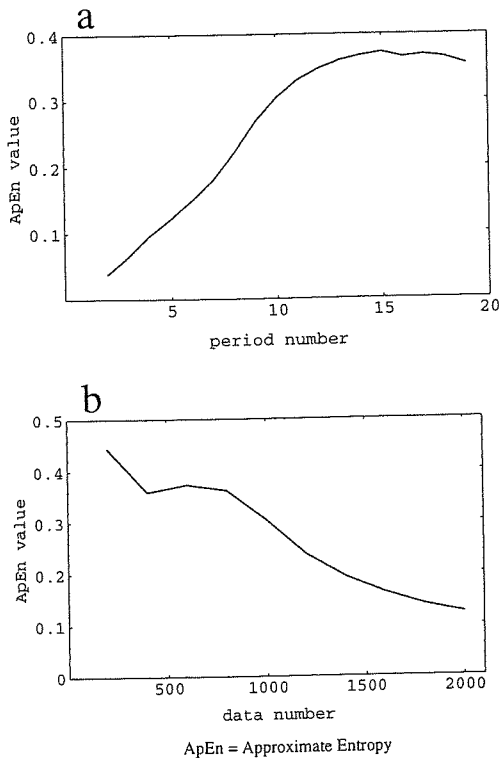 a
0.4
0.3
0.2
0.1
ApEn value
5 10 15 20
period number
b
0.5
0.4
0.3
0.2
0.1
0
ApEn value
500 1000 1500 2000
data number
ApEn = Approximate Entropy